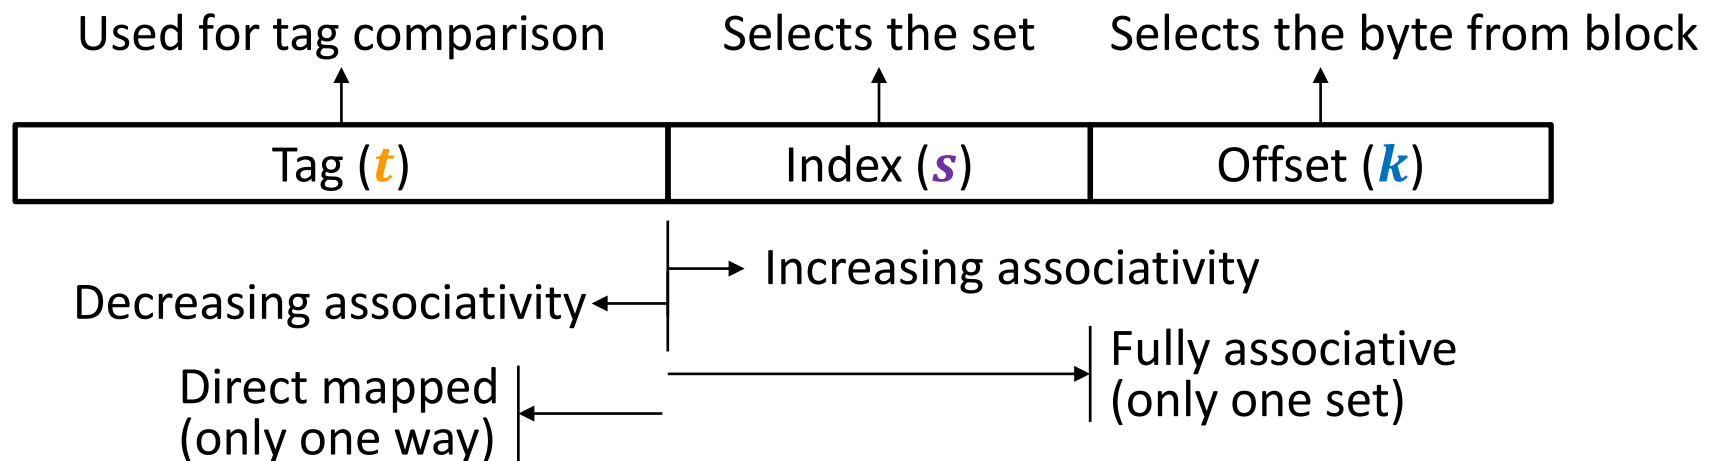 Used for tag comparison
Selects the set
Selects the byte from block
Tag (t)
Index (s)
Offset (k)
Increasing associativity
Decreasing associativity
Fully associative
(only one set)
Direct mapped
(only one way)